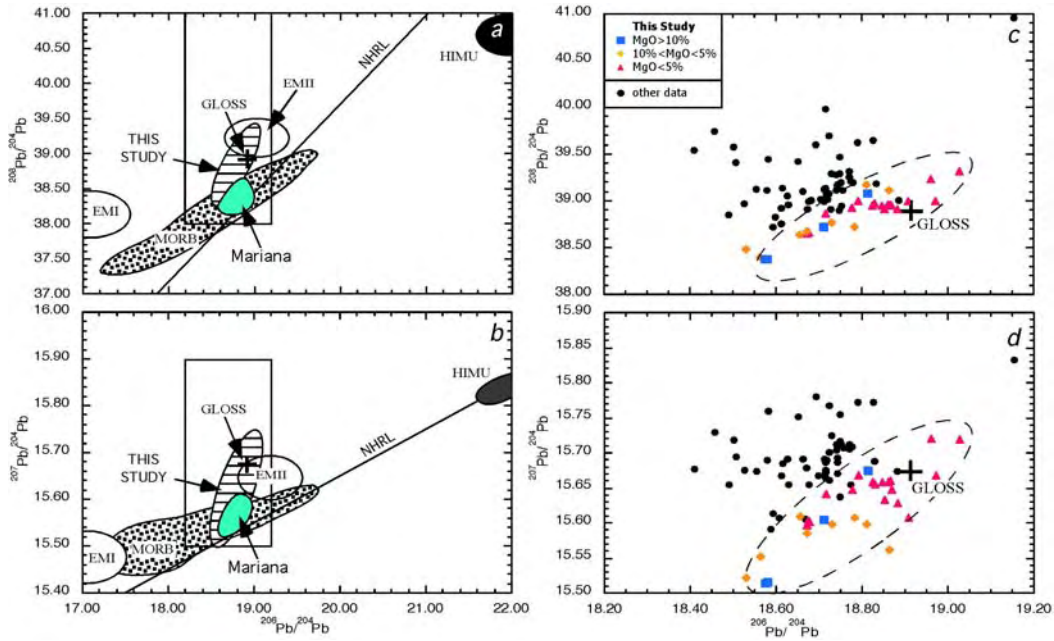 a
41.00
40.50
40.00
39.50
39.00
38.50
38.00
37.50
37.00
208Pb/204Pb
NHRL
HIMU
EMII
GLOSS
THIS
STUDY
EMI
MORB
Mariana
b
16.00
15.90
15.80
15.70
15.60
15.50
15.40
207Pb/204Pb
HIMU
NHRL
GLOSS
THIS
STUDY
EMII
EMI
MORB
Mariana
17.00
18.00
19.00
20.00
21.00
22.00
206Pb/204Pb
c
41.00
40.50
40.00
39.50
39.00
38.50
38.00
208Pb/204Pb
This Study
MgO>10%
10%<MgO<5%
MgO<5%
other data
GLOSS
d
15.85
15.80
15.75
15.70
15.65
15.60
15.55
15.50
207Pb/204Pb
GLOSS
18.20
18.40
18.60
18.80
19.00
19.20
206Pb/204Pb